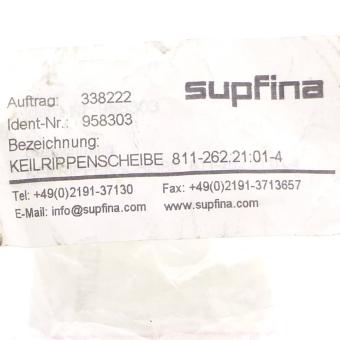 supfina
Auftrag: 338222
Ident-Nr.: 958303
Bezeichnung:
KEILRIPPENSCHEIBE 811-262.21:01-4
Tel: +49(0)2191-37130 Fax: +49(0)2191-3713657
E-Mail: info@supfina.com www.supfina.com